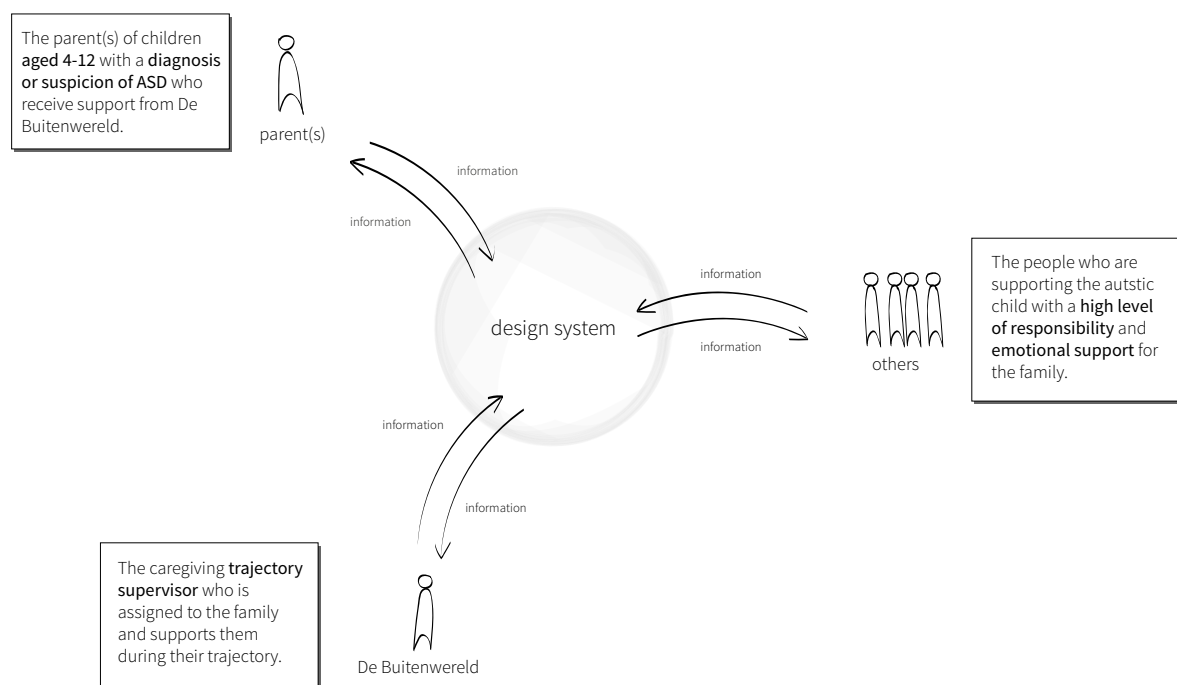 The parent(s) of children
aged 4-12 with a diagnosis
or suspicion of ASD who
receive support from De
Buitenwereld.
parent(s)
information
information
design system
information
information
others
The people who are
supporting the autstic
child with a high level
of responsibility and
emotional support for
the family.
information
information
The caregiving trajectory
supervisor who is
assigned to the family
and supports them
during their trajectory.
De Buitenwereld